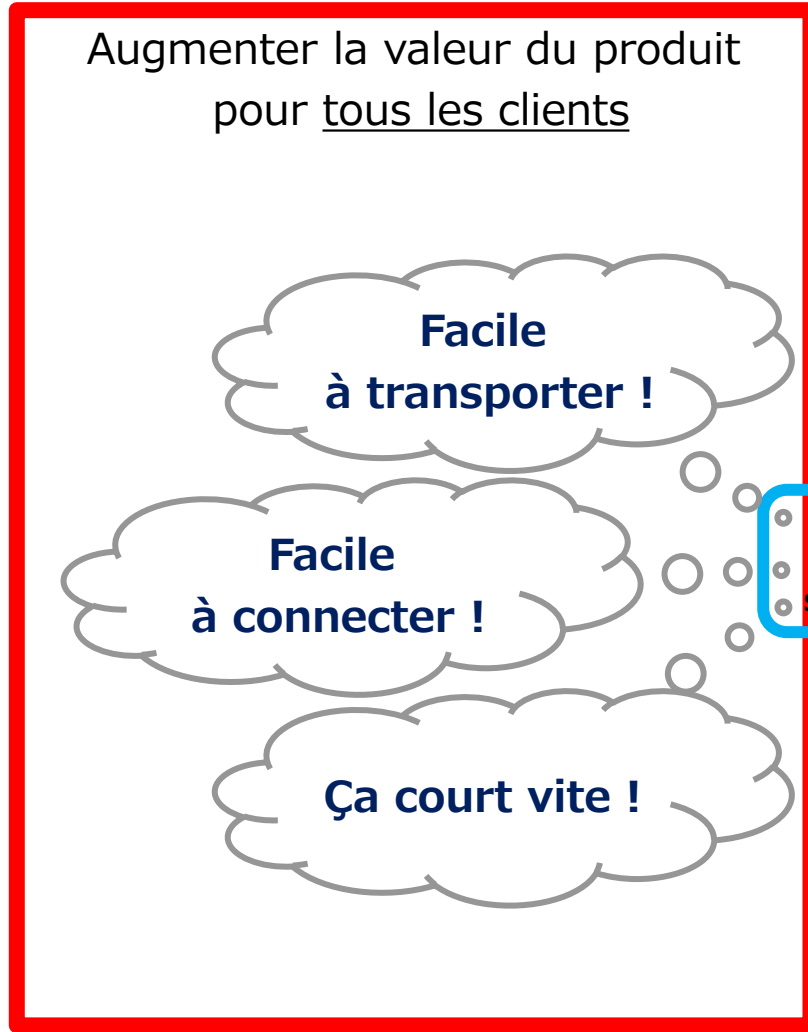 Augmenter la valeur du produit
pour tous les clients
Facile
à transporter !
Facile
à connecter !
Ça court vite !